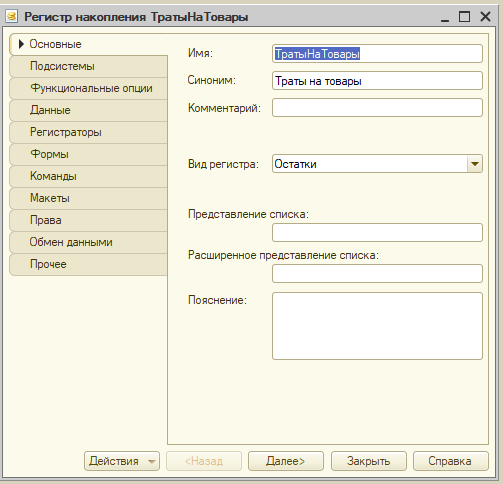 Регистр накопления ТратыНаТовары
Основные
Подсистемы
Функциональные опции
Данные
Регистраторы
Формы
Команды
Макеты
Права
Обмен данными
Прочее
Имя: ТратыНаТовары
Синоним: Траты на товары
Комментарий:
Вид регистра: Остатки
Представление списка:
Расширенное представление списка:
Пояснение:
Действия <Назад Далее> Закрыть Справка